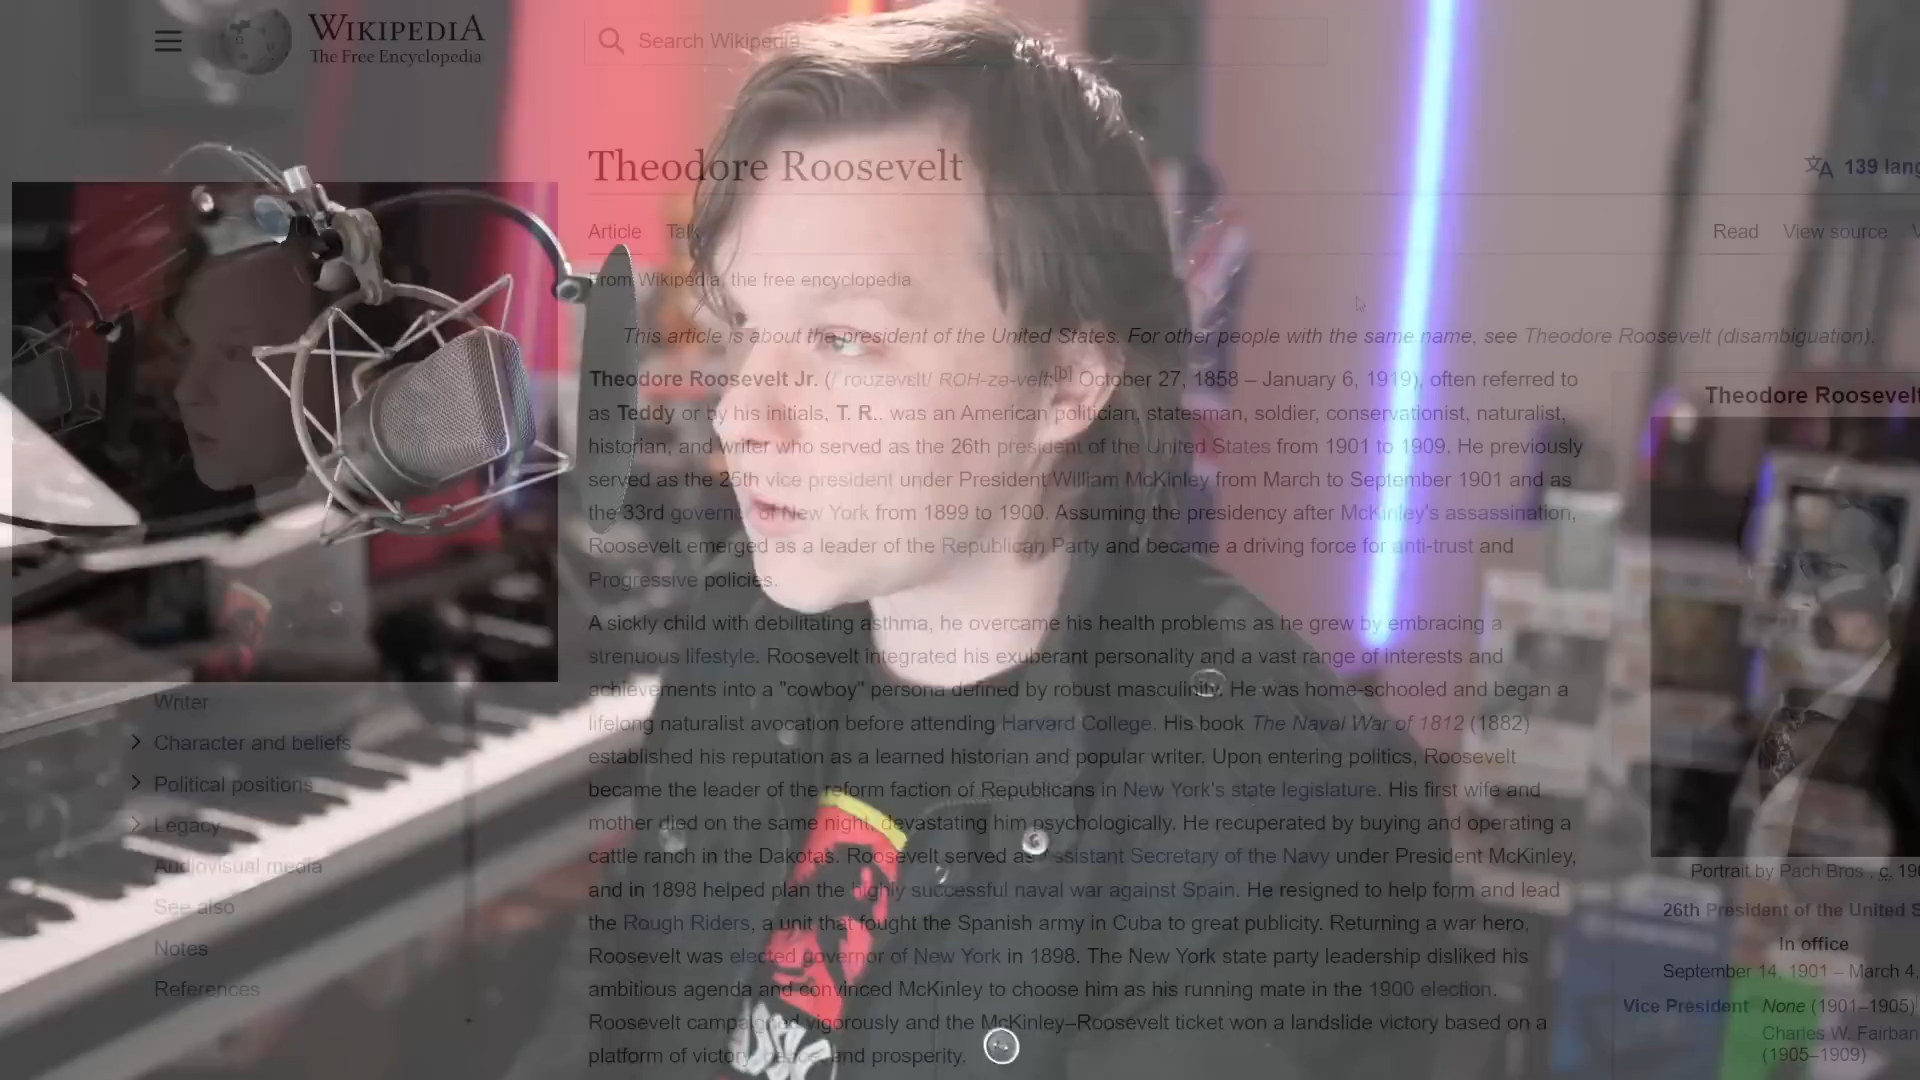 WIKIPEDIA
The Free Encyclopedia
Search Wikipedia
Theodore Roosevelt
139 lang
Article Talk
Read View source V
From Wikipedia, the free encyclopedia
This article is about the president of the United States. For other people with the same name, see Theodore Roosevelt (disambiguation).
Theodore Roosevelt Jr. (/ˈroʊzəvɛlt/ ROH-zə-velt;[b] October 27, 1858 – January 6, 1919), often referred to
as Teddy or by his initials, T. R., was an American politician, statesman, soldier, conservationist, naturalist,
historian, and writer who served as the 26th president of the United States from 1901 to 1909. He previously
served as the 25th vice president under President William McKinley from March to September 1901 and as
the 33rd governor of New York from 1899 to 1900. Assuming the presidency after McKinley's assassination,
Roosevelt emerged as a leader of the Republican Party and became a driving force for anti-trust and
Progressive policies.
A sickly child with debilitating asthma, he overcame his health problems as he grew by embracing a
strenuous lifestyle. Roosevelt integrated his exuberant personality and a vast range of interests and
achievements into a "cowboy" persona defined by robust masculinity. He was home-schooled and began a
lifelong naturalist avocation before attending Harvard College. His book The Naval War of 1812 (1882)
established his reputation as a learned historian and popular writer. Upon entering politics, Roosevelt
became the leader of the reform faction of Republicans in New York's state legislature. His first wife and
mother died on the same night, devastating him psychologically. He recuperated by buying and operating a
cattle ranch in the Dakotas. Roosevelt served as Assistant Secretary of the Navy under President McKinley,
and in 1898 helped plan the highly successful naval war against Spain. He resigned to help form and lead
the Rough Riders, a unit that fought the Spanish army in Cuba to great publicity. Returning a war hero,
Roosevelt was elected governor of New York in 1898. The New York state party leadership disliked his
ambitious agenda and convinced McKinley to choose him as his running mate in the 1900 election.
Roosevelt campaigned vigorously and the McKinley–Roosevelt ticket won a landslide victory based on a
platform of victory, peace, and prosperity.
Writer
Character and beliefs
Political positions
Legacy
Audiovisual media
See also
Notes
References
Theodore Roosevelt
Portrait by Pach Bros., c. 190
26th President of the United S
In office
September 14, 1901 – March 4,
Vice President None (1901–1905)
Charles W. Fairban
(1905–1909)